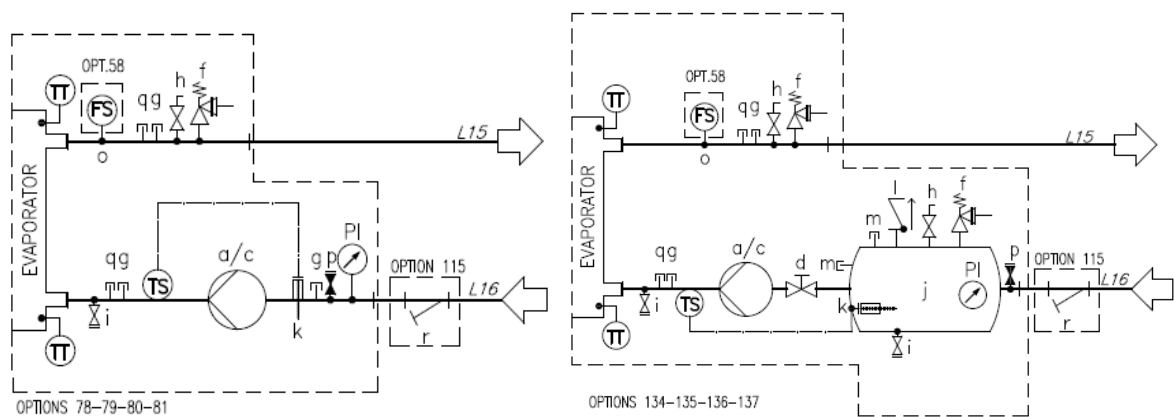 OPT.58
TT
FS
qg
h
f
o
L15
EVAPORATOR
a/c
PI
qg
TS
g
p
OPTION 115
L16
i
k
r
TT
OPTIONS 78-79-80-81
OPT.58
TT
FS
qg
h
f
o
L15
EVAPORATOR
l
h
f
m
qg
a/c
d
m
PI
p
OPTION 115
j
L16
TS
k
i
i
r
TT
OPTIONS 134-135-136-137